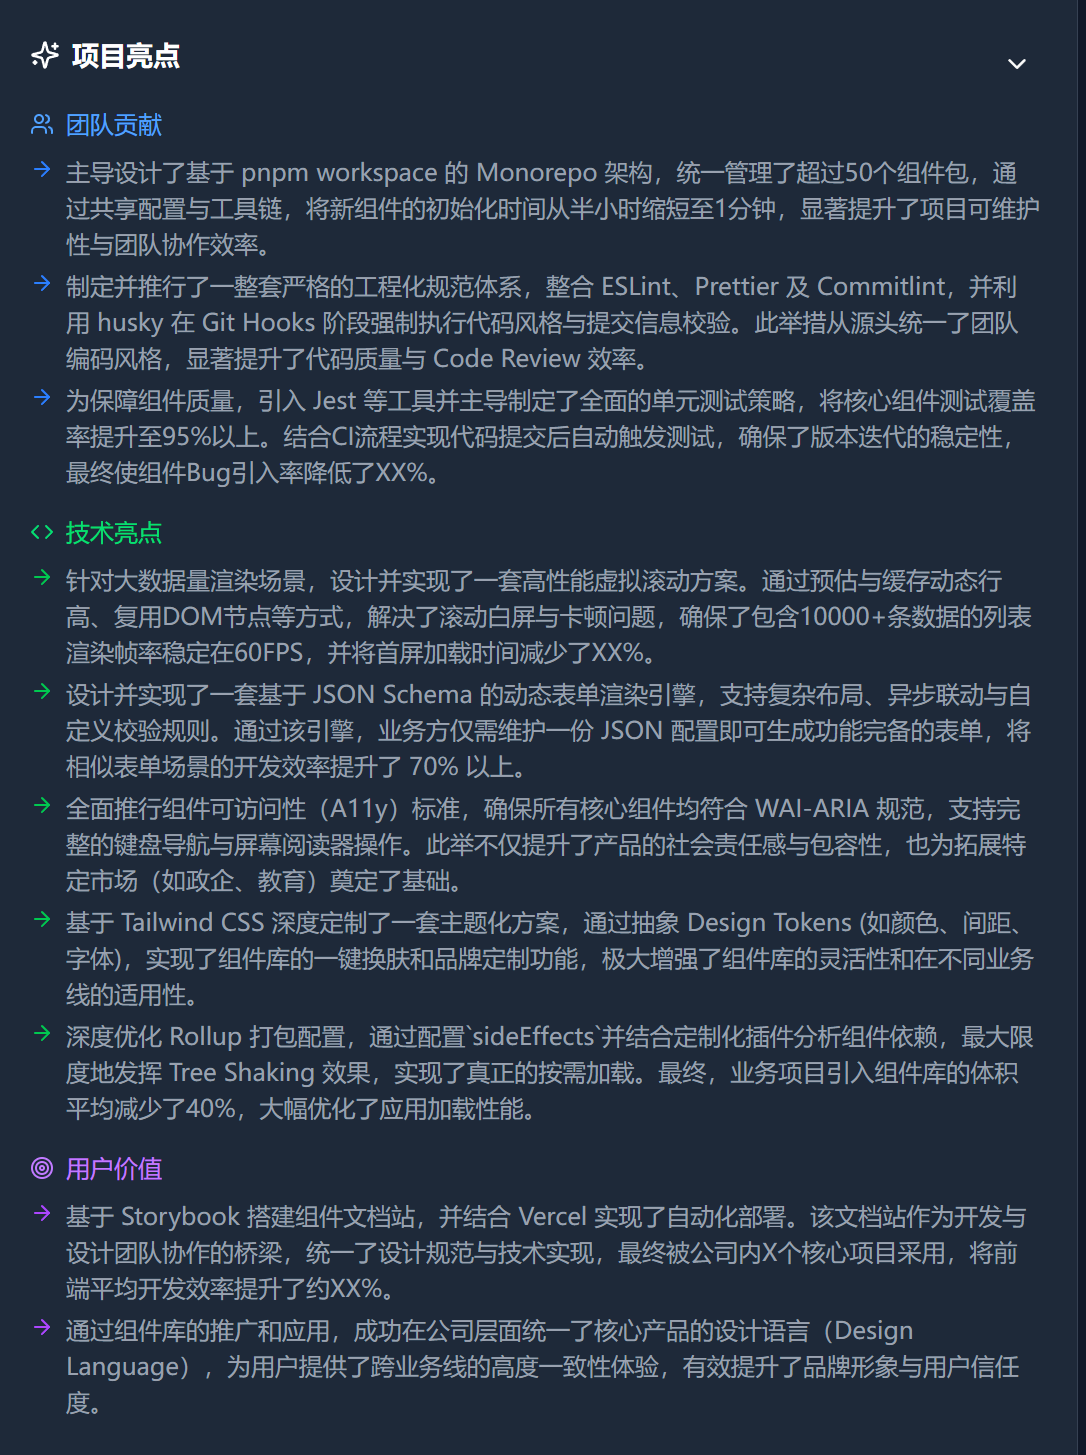 项目亮点
团队贡献
主导设计了基于 pnpm workspace 的 Monorepo 架构，统一管理了超过50个组件包，通
过共享配置与工具链，将新组件的初始化时间从半小时缩短至1分钟，显著提升了项目可维护
性与团队协作效率。
制定并推行了一整套严格的工程化规范体系，整合 ESLint、Prettier 及 Commitlint，并利
用 husky 在 Git Hooks 阶段强制执行代码风格与提交信息校验。此举措从源头统一了团队
编码风格，显著提升了代码质量与 Code Review 效率。
为保障组件质量，引入 Jest 等工具并主导制定了全面的单元测试策略，将核心组件测试覆盖
率提升至95%以上。结合CI流程实现代码提交后自动触发测试，确保了版本迭代的稳定性，
最终使组件Bug引入率降低了XX%。
技术亮点
针对大数据量渲染场景，设计并实现了一套高性能虚拟滚动方案。通过预估与缓存动态行
高、复用DOM节点等方式，解决了滚动白屏与卡顿问题，确保了包含10000+条数据的列表
渲染帧率稳定在60FPS，并将首屏加载时间减少了XX%。
设计并实现了一套基于 JSON Schema 的动态表单渲染引擎，支持复杂布局、异步联动与自
定义校验规则。通过该引擎，业务方仅需维护一份 JSON 配置即可生成功能完备的表单，将
相似表单场景的开发效率提升了 70% 以上。
全面推行组件可访问性（A11y）标准，确保所有核心组件均符合 WAI-ARIA 规范，支持完
整的键盘导航与屏幕阅读器操作。此举不仅提升了产品的社会责任感与包容性，也为拓展特
定市场（如政企、教育）奠定了基础。
基于 Tailwind CSS 深度定制了一套主题化方案，通过抽象 Design Tokens (如颜色、间距、
字体)，实现了组件库的一键换肤和品牌定制功能，极大增强了组件库的灵活性和在不同业务
线的适用性。
深度优化 Rollup 打包配置，通过配置`sideEffects`并结合定制化插件分析组件依赖，最大限
度地发挥 Tree Shaking 效果，实现了真正的按需加载。最终，业务项目引入组件库的体积
平均减少了40%，大幅优化了应用加载性能。
用户价值
基于 Storybook 搭建组件文档站，并结合 Vercel 实现了自动化部署。该文档站作为开发与
设计团队协作的桥梁，统一了设计规范与技术实现，最终被公司内X个核心项目采用，将前
端平均开发效率提升了约XX%。
通过组件库的推广和应用，成功在公司层面统一了核心产品的设计语言（Design
Language），为用户提供了跨业务线的高度一致性体验，有效提升了品牌形象与用户信任
度。